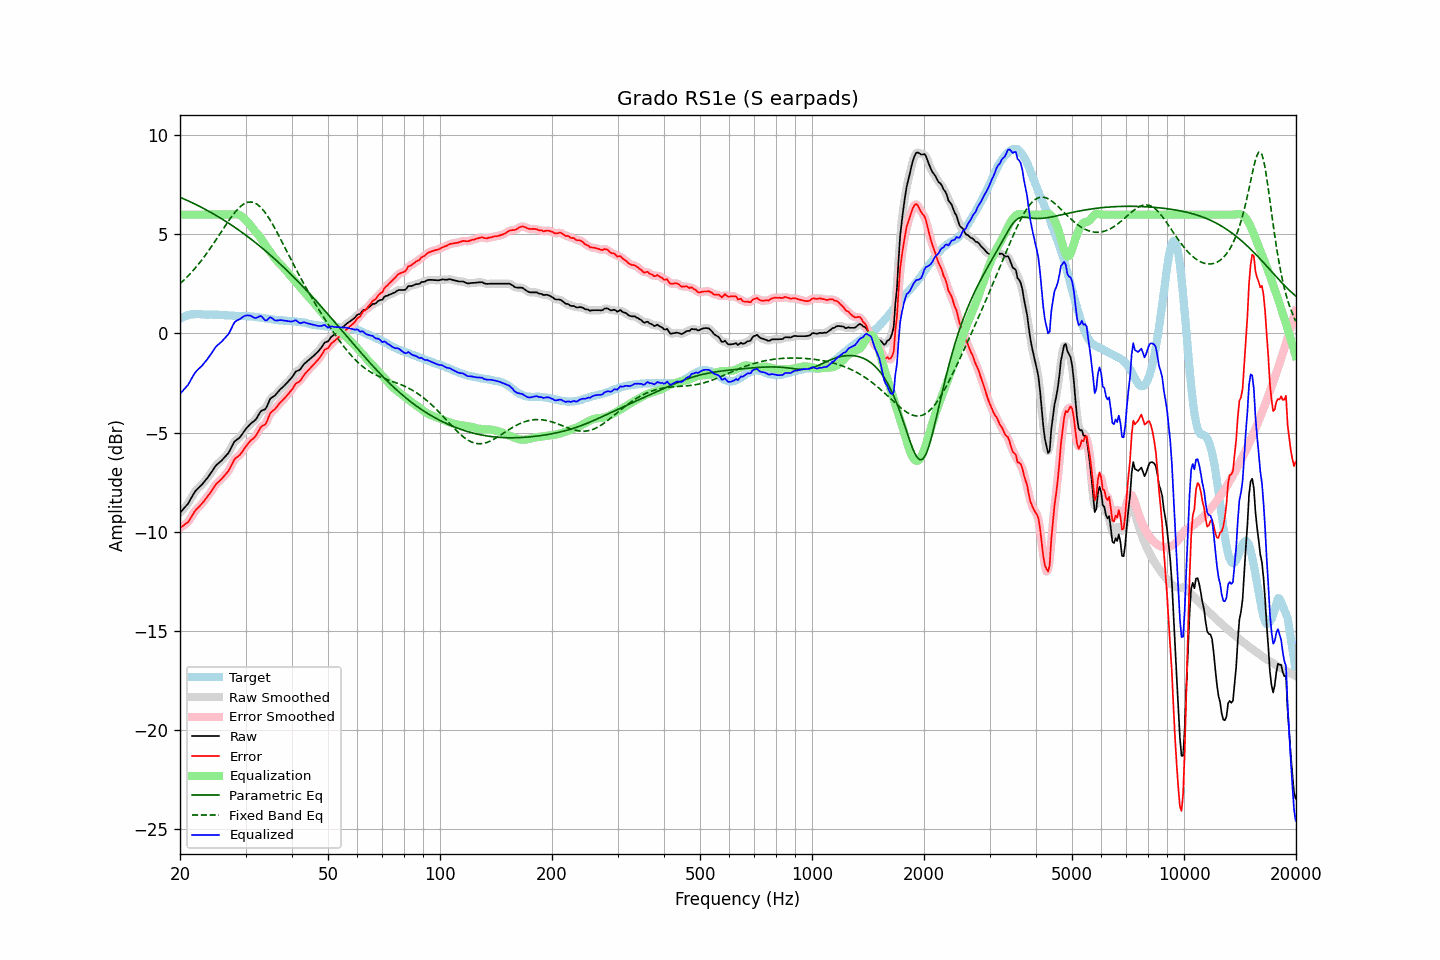 Grado RS1e (S earpads)
10
5
0
−5
−10
−15
−20
−25
Amplitude (dBr)
Target
Raw Smoothed
Error Smoothed
Raw
Error
Equalization
Parametric Eq
Fixed Band Eq
Equalized
20 50 100 200 500 1000 2000 5000 10000 20000
Frequency (Hz)